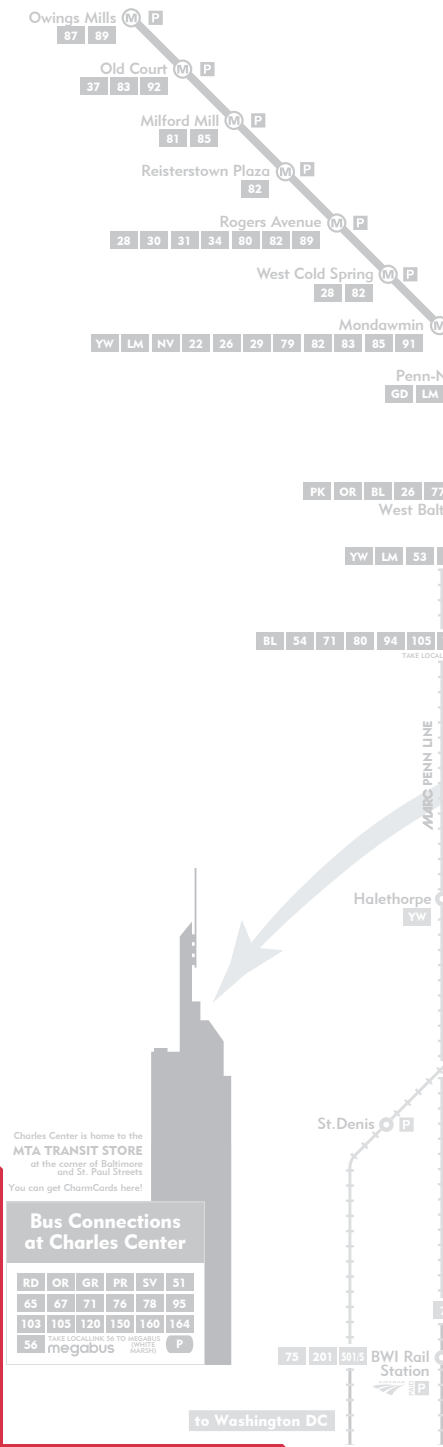 Owings Mills M P
87 89
Old Court M P
37 83 92
Milford Mill M P
81 85
Reisterstown Plaza M P
82
Rogers Avenue M P
28 30 31 34 80 82 89
West Cold Spring M P
28 82
Mondawmin M
YW LM NV 22 26 29 79 82 83 85 91
Penn-N
GD LM
PK OR BL 26 77
West Balt
YW LM 53
BL 54 71 80 94 105
TAKE LOCAL
MARC PENN LINE
Halethorpe
YW
St.Denis P
Charles Center is home to the
MTA TRANSIT STORE
at the corner of Baltimore
and St. Paul Streets
You can get CharmCards here!
Bus Connections
at Charles Center
RD OR GR PR SV 51
65 67 71 76 78 95
103 105 120 150 160 164
56 TAKE LOCALLINK 56 TO MEGABUS
megabus (WHITE
MARSH) P
75 201 501/S BWI Rail
Station
PAID P
to Washington DC